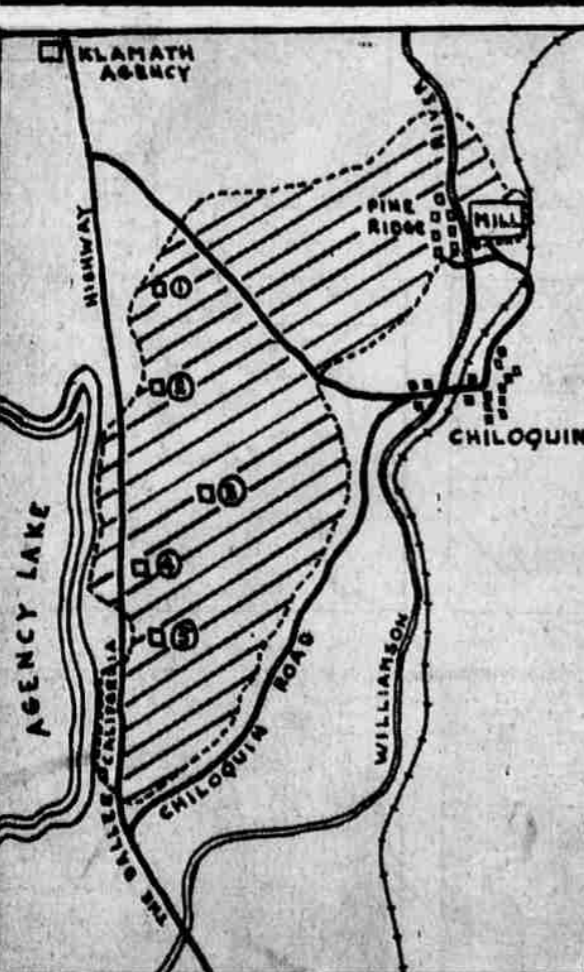 KLAMATH
AGENCY
RIVER
PINE
RIDGE
MILL
HIGHWAY
1
2
3
4
5
CHILOQUIN
AGENCY LAKE
WILLIAMSON
CHILOQUIN ROAD
THE DALLES CALIFORNIA